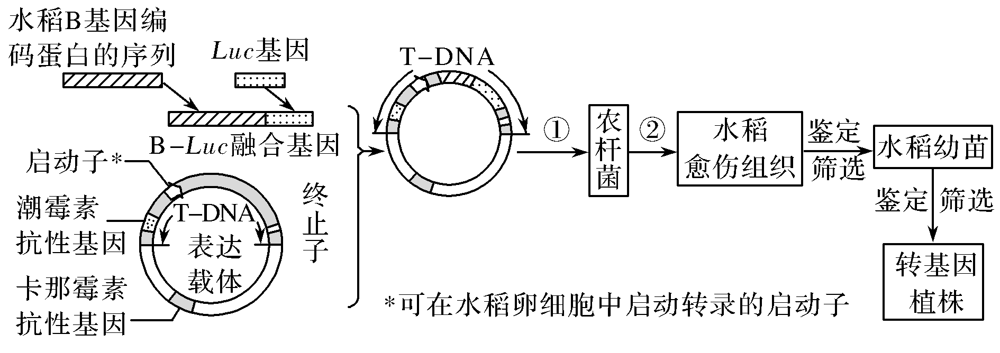 水稻B基因编
码蛋白的序列
Luc基因
B-Luc融合基因
启动子*
潮霉素
抗性基因
T-DNA
表达
载体
卡那霉素
抗性基因
终止子
T-DNA
①
农杆菌
②
水稻
愈伤组织
鉴定
筛选
水稻幼苗
鉴定 筛选
转基因
植株
*可在水稻卵细胞中启动转录的启动子